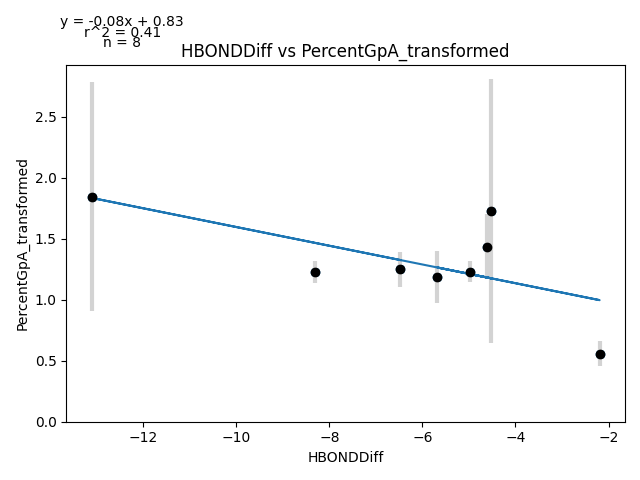 y = -0.08x + 0.83
r^2 = 0.41
n = 8
HBONDDiff vs PercentGpA_transformed
PercentGpA_transformed
2.5
2.0
1.5
1.0
0.5
0.0
−12
−10
−8
−6
−4
−2
HBONDDiff